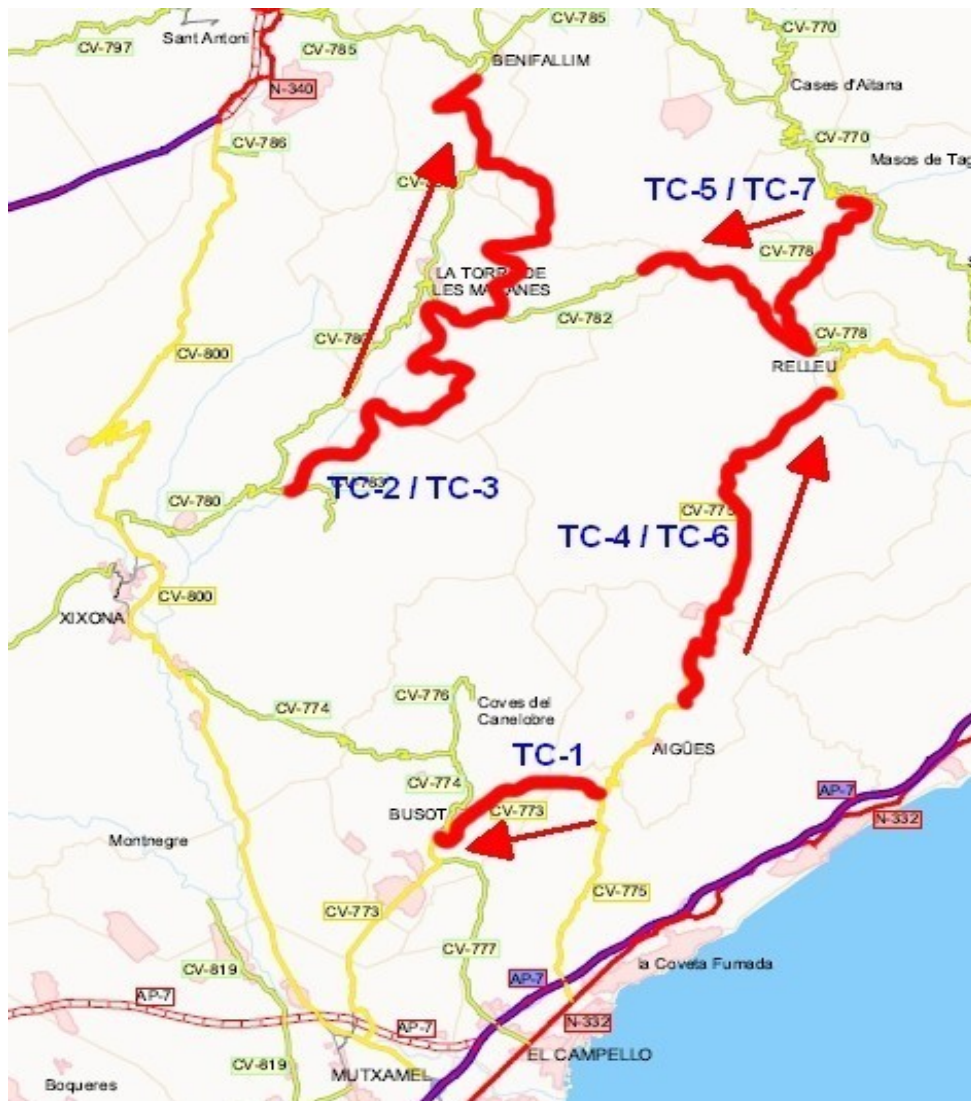 CV-785
CV-770
Sant Antoni
CV-797
CV-785
BENIFALLIM
N-340
Cases d'Aitana
CV-786
CV-770
Masos de Tag
TC-5 / TC-7
CV-778
LA TORRE DE
LES MAÇANES
CV-782
CV-780
CV-778
CV-800
RELLEU
TC-2 / TC-3
CV-783
CV-780
CV-775
TC-4 / TC-6
CV-800
XIXONA
CV-776
Coves del
Canelobre
CV-774
TC-1
AIGÜES
CV-774
AP-7
CV-773
BUSOT
N-332
Montnegre
CV-775
CV-773
CV-777
la Coveta Fumada
CV-819
AP-7
AP-7
N-332
AP-7
EL CAMPELLO
CV-819
MUTXAMEL
Boqueres